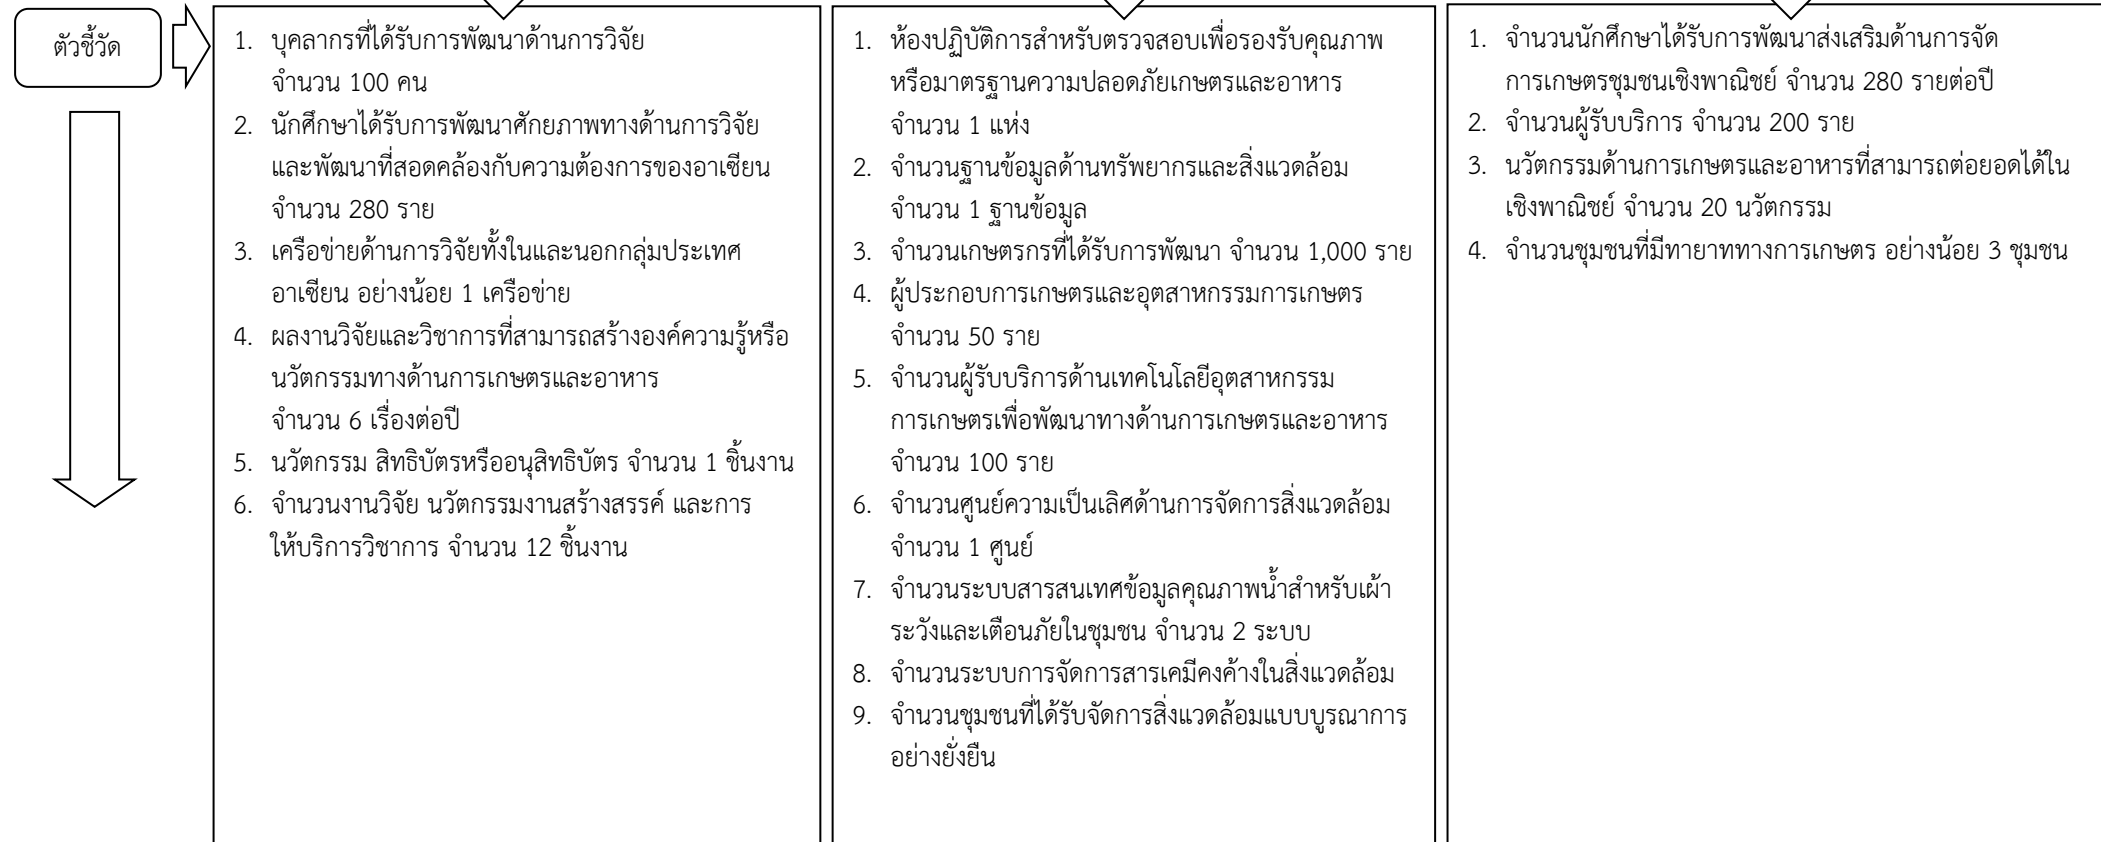 ตัวชี้วัด
1. บุคลากรที่ได้รับการพัฒนาด้านการวิจัย
จำนวน 100 คน
2. นักศึกษาได้รับการพัฒนาศักยภาพทางด้านการวิจัย
และพัฒนาที่สอดคล้องกับความต้องการของอาเซียน
จำนวน 280 ราย
3. เครือข่ายด้านการวิจัยทั้งในและนอกกลุ่มประเทศ
อาเซียน อย่างน้อย 1 เครือข่าย
4. ผลงานวิจัยและวิชาการที่สามารถสร้างองค์ความรู้หรือ
นวัตกรรมทางด้านการเกษตรและอาหาร
จำนวน 6 เรื่องต่อปี
5. นวัตกรรม สิทธิบัตรหรืออนุสิทธิบัตร จำนวน 1 ชิ้นงาน
6. จำนวนงานวิจัย นวัตกรรมงานสร้างสรรค์ และการ
ให้บริการวิชาการ จำนวน 12 ชิ้นงาน
1. ห้องปฏิบัติการสำหรับตรวจสอบเพื่อรองรับคุณภาพ
หรือมาตรฐานความปลอดภัยเกษตรและอาหาร
จำนวน 1 แห่ง
2. จำนวนฐานข้อมูลด้านทรัพยากรและสิ่งแวดล้อม
จำนวน 1 ฐานข้อมูล
3. จำนวนเกษตรกรที่ได้รับการพัฒนา จำนวน 1,000 ราย
4. ผู้ประกอบการเกษตรและอุตสาหกรรมการเกษตร
จำนวน 50 ราย
5. จำนวนผู้รับบริการด้านเทคโนโลยีอุตสาหกรรม
การเกษตรเพื่อพัฒนาทางด้านการเกษตรและอาหาร
จำนวน 100 ราย
6. จำนวนศูนย์ความเป็นเลิศด้านการจัดการสิ่งแวดล้อม
จำนวน 1 ศูนย์
7. จำนวนระบบสารสนเทศข้อมูลคุณภาพน้ำสำหรับเผ้า
ระวังและเตือนภัยในชุมชน จำนวน 2 ระบบ
8. จำนวนระบบการจัดการสารเคมีคงค้างในสิ่งแวดล้อม
9. จำนวนชุมชนที่ได้รับจัดการสิ่งแวดล้อมแบบบูรณาการ
อย่างยั่งยืน
1. จำนวนนักศึกษาได้รับการพัฒนาส่งเสริมด้านการจัด
การเกษตรชุมชนเชิงพาณิชย์ จำนวน 280 รายต่อปี
2. จำนวนผู้รับบริการ จำนวน 200 ราย
3. นวัตกรรมด้านการเกษตรและอาหารที่สามารถต่อยอดได้ใน
เชิงพาณิชย์ จำนวน 20 นวัตกรรม
4. จำนวนชุมชนที่มีทายาททางการเกษตร อย่างน้อย 3 ชุมชน